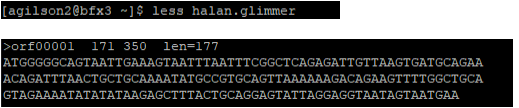 [agilson2@bfx3 ~]$ less halan.glimmer
>orf00001  171 350  len=177
ATGGGGGCAGTAATTGAAAGTAATTTAATTTCGGCTCAGAGATTGTTAAGTGATGCAGAA
ACAGATTTAACTGCTGCAAAATATGCCGTGCAGTTAAAAAAGACAGAAGTTTTGGCTGCA
GTAGAAAATATATATAAGAGCTTTACTGCAGGAGTATTAGGAGGTAATAGTAATGAA